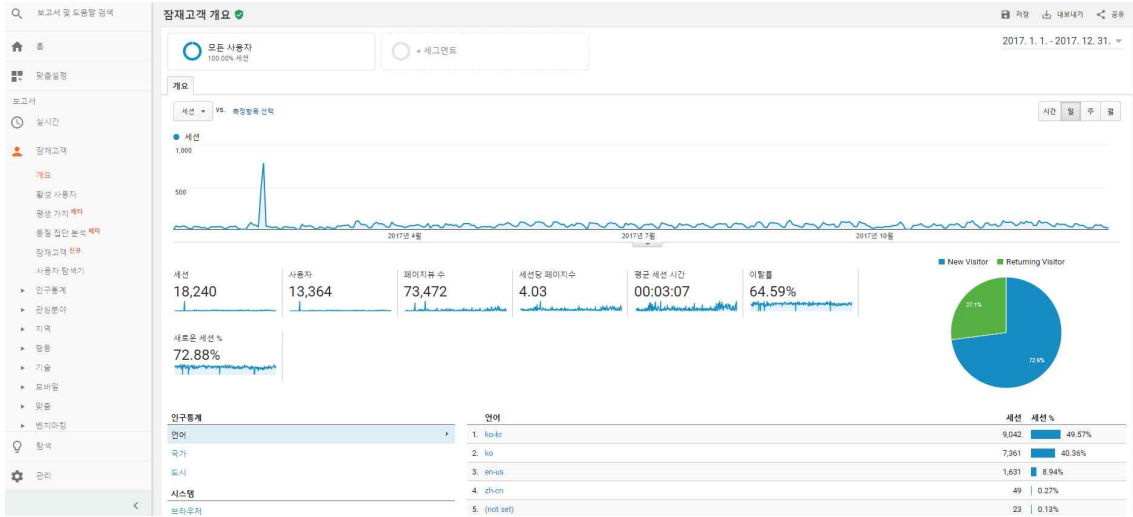 보고서 및 도움말 검색
홈
맞춤설정
보고서
실시간
잠재고객
개요
활성 사용자
평생 가치 베타
동질 집단 분석 베타
잠재고객 신규
사용자 탐색기
인구통계
관심분야
지역
행동
기술
모바일
맞춤
벤치마킹
탐색
관리
잠재고객 개요
저장 내보내기 공유
모든 사용자
100.00% 세션
+ 세그먼트
2017. 1. 1. - 2017. 12. 31.
개요
세션 vs. 측정항목 선택
시간 일 주 월
세션
1,000
500
2017년 4월 2017년 7월 2017년 10월
New Visitor Returning Visitor
세션 사용자 페이지뷰 수 세션당 페이지수 평균 세션 시간 이탈률
18,240 13,364 73,472 4.03 00:03:07 64.59%
27.1%
72.9%
새로운 세션 %
72.88%
인구통계 언어 세션 세션 %
언어 1. ko-kr 9,042 49.57%
국가 2. ko 7,361 40.36%
도시 3. en-us 1,631 8.94%
시스템 4. zh-cn 49 0.27%
브라우저 5. (not set) 23 0.13%